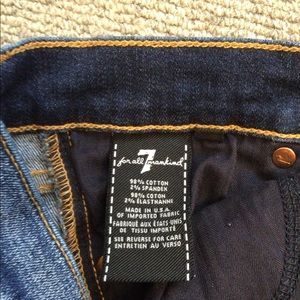 7
for all mankind
98% COTTON
2% SPANDEX
98% COTON
2% ÉLASTHANNE
MADE IN U.S.A.
OF IMPORTED FABRIC
FABRIQUÉ AUX ÉTATS-UNIS
DE TISSU IMPORTÉ
SEE REVERSE FOR CARE
ENTRETIEN AU VERSO